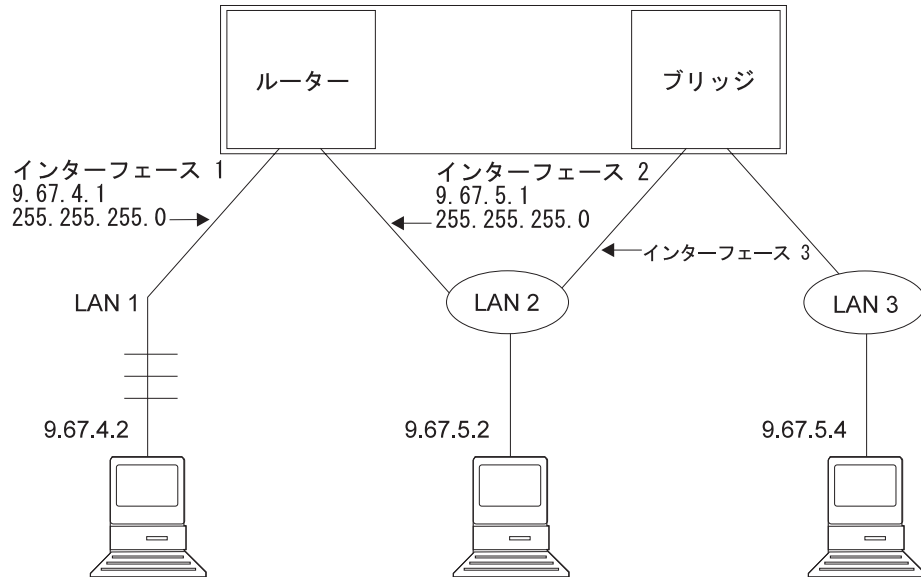 ルーター
ブリッジ
インターフェース 1
9.67.4.1
255.255.255.0
インターフェース 2
9.67.5.1
255.255.255.0
インターフェース 3
LAN 1
LAN 2
LAN 3
9.67.4.2
9.67.5.2
9.67.5.4